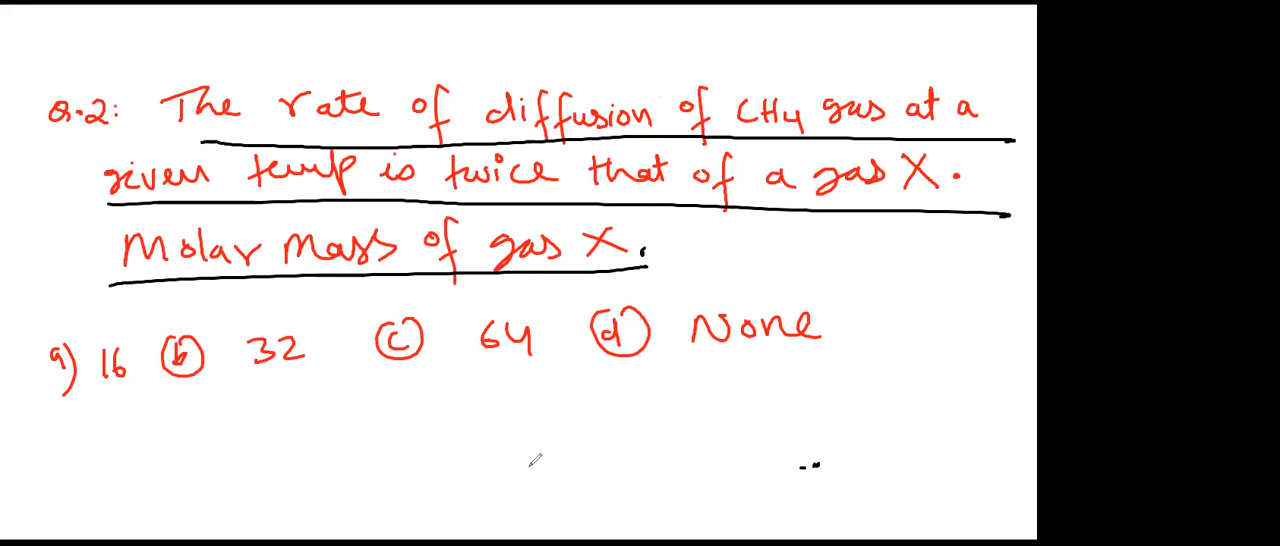 Q.2: The rate of diffusion of CH4 gas at a
given temp is twice that of a gas X.
Molar Mass of gas X.
a) 16 (b) 32 (c) 64 (d) None